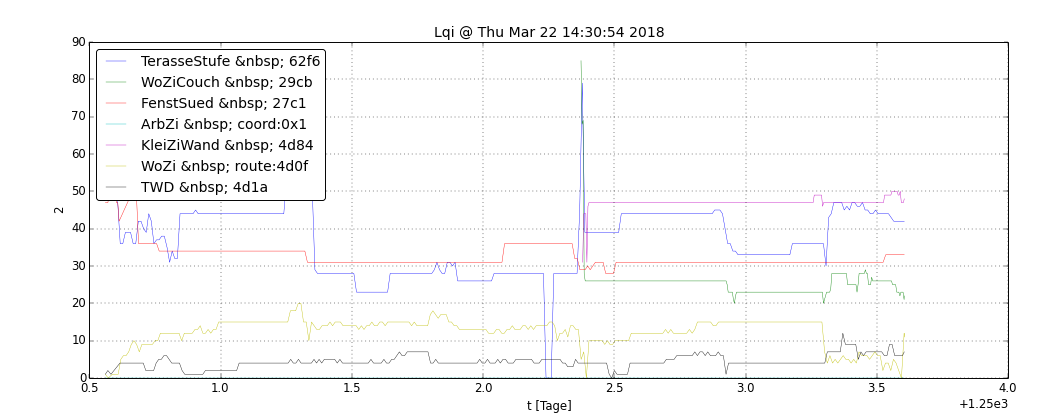 Lqi @ Thu Mar 22 14:30:54 2018
90
80
70
60
50
40
30
20
10
0
2
TerasseStufe &nbsp; 62f6
WoZiCouch &nbsp; 29cb
FenstSued &nbsp; 27c1
ArbZi &nbsp; coord:0x1
KleiZiWand &nbsp; 4d84
WoZi &nbsp; route:4d0f
TWD &nbsp; 4d1a
0.5 1.0 1.5 2.0 2.5 3.0 3.5 4.0
t [Tage]
+1.25e3